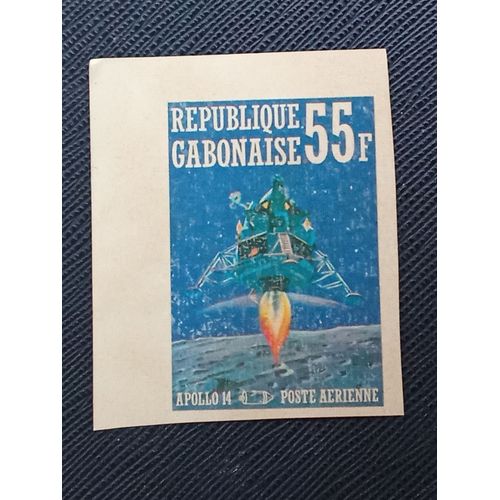 REPUBLIQUE
GABONAISE 55F
APOLLO 14 POSTE AERIENNE